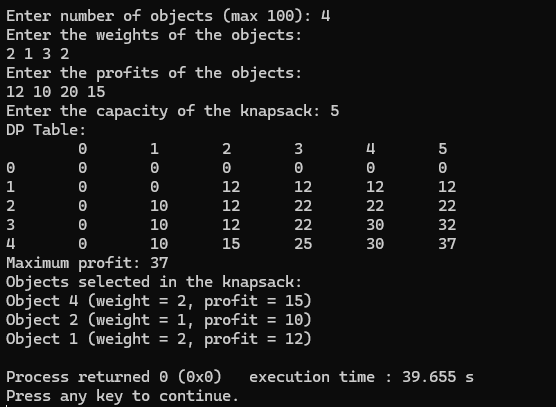 Enter number of objects (max 100): 4
Enter the weights of the objects:
2 1 3 2
Enter the profits of the objects:
12 10 20 15
Enter the capacity of the knapsack: 5
DP Table:
        0       1       2       3       4       5
0       0       0       0       0       0       0
1       0       0       12      12      12      12
2       0       10      12      22      22      22
3       0       10      12      22      30      32
4       0       10      15      25      30      37
Maximum profit: 37
Objects selected in the knapsack:
Object 4 (weight = 2, profit = 15)
Object 2 (weight = 1, profit = 10)
Object 1 (weight = 2, profit = 12)
Process returned 0 (0x0)   execution time : 39.655 s
Press any key to continue.